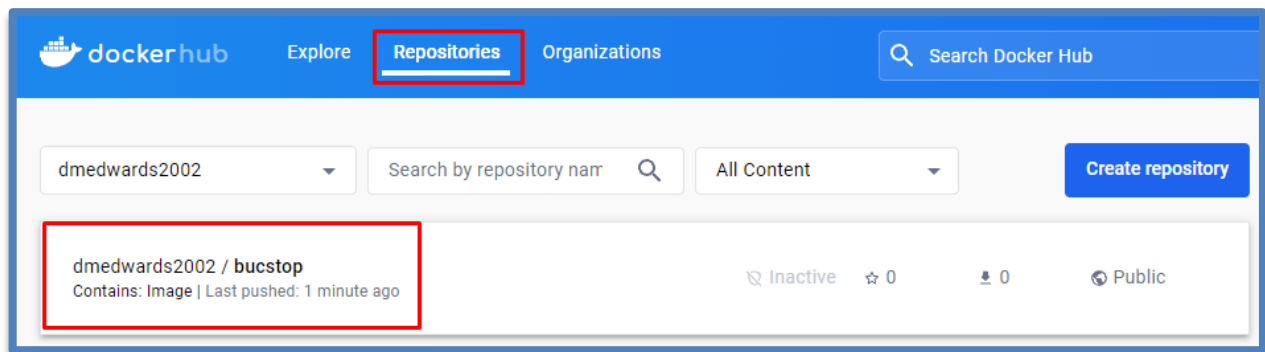 dockerhub Explore Repositories Organizations Search Docker Hub
dmedwards2002 Search by repository nam All Content Create repository
dmedwards2002 / bucstop Inactive 0 0 Public
Contains: Image | Last pushed: 1 minute ago